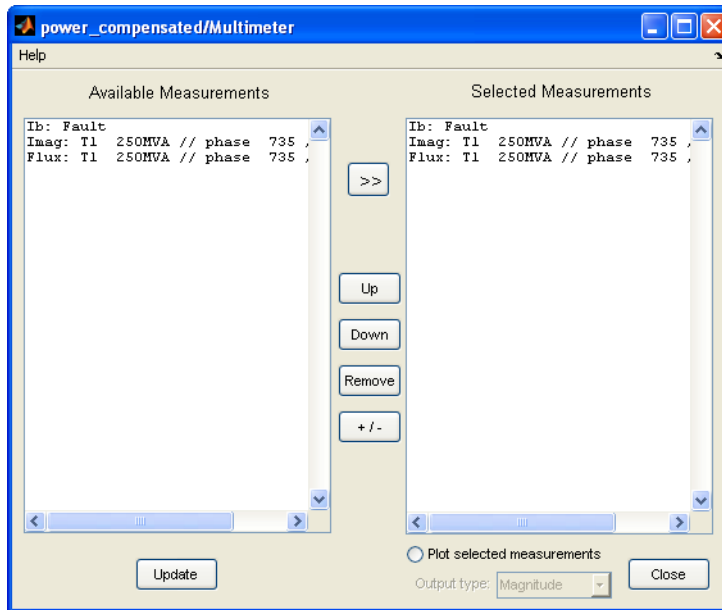 power_compensated/Multimeter
Help
Available Measurements
Ib: Fault
Imag: T1 250MVA // phase 735 ,
Flux: T1 250MVA // phase 735 ,
>>
Up
Down
Remove
+ / -
Selected Measurements
Ib: Fault
Imag: T1 250MVA // phase 735 ,
Flux: T1 250MVA // phase 735 ,
Update
Plot selected measurements
Output type: Magnitude
Close